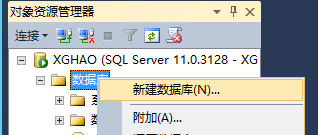 对象资源管理器
连接
XGHAO (SQL Server 11.0.3128 - XG
数据库
新建数据库(N)...
附加(A)...